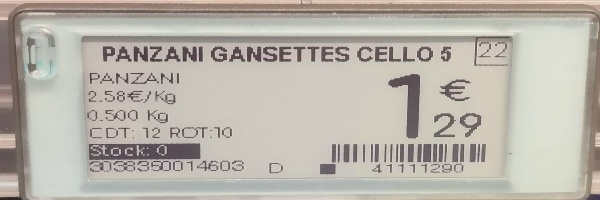 PANZANI GANSETTES CELLO 5 22
PANZANI
2.58€/Kg
0.500 Kg
CDT: 12 ROT:10
Stock: 0
3038350014603 D
1€29
41111290